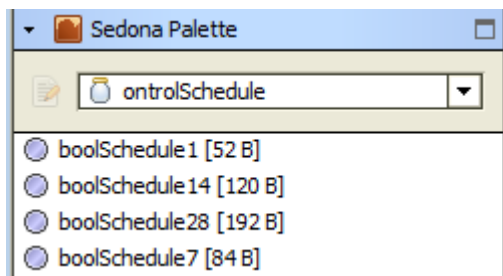 Sedona Palette
ontrolSchedule
boolSchedule1 [52 B]
boolSchedule14 [120 B]
boolSchedule28 [192 B]
boolSchedule7 [84 B]